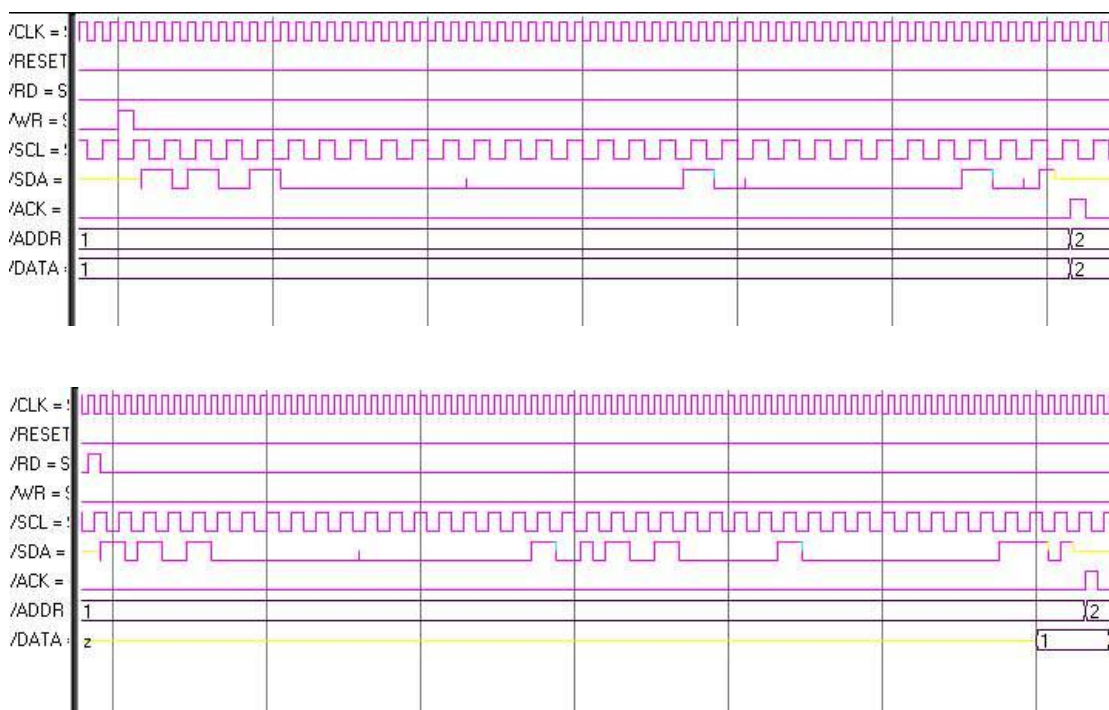 /CLK = S
/RESET
/RD = S
/WR = S
/SCL = S
/SDA =
/ACK =
/ADDR 1 2
/DATA = 1 2
/CLK = S
/RESET
/RD = S
/WR = S
/SCL = S
/SDA =
/ACK =
/ADDR 1 2
/DATA = z 1